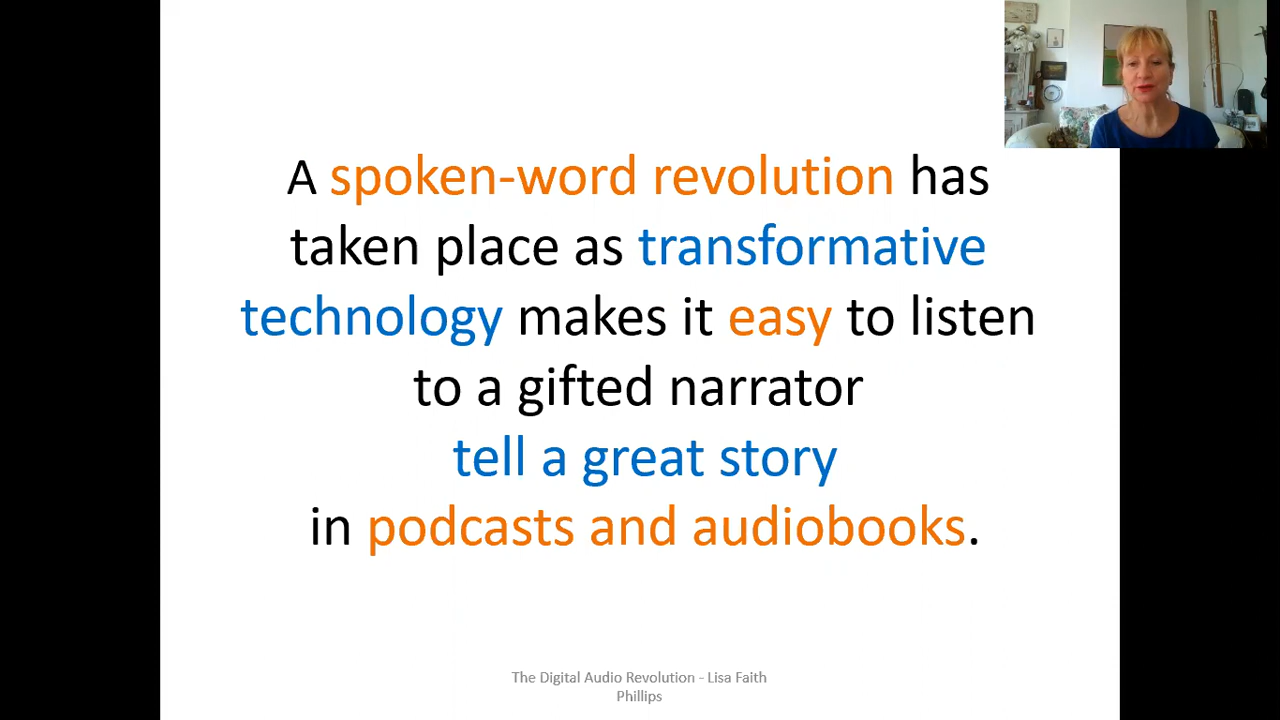 A spoken-word revolution has
taken place as transformative
technology makes it easy to listen
to a gifted narrator
tell a great story
in podcasts and audiobooks.
The Digital Audio Revolution - Lisa Faith
Phillips